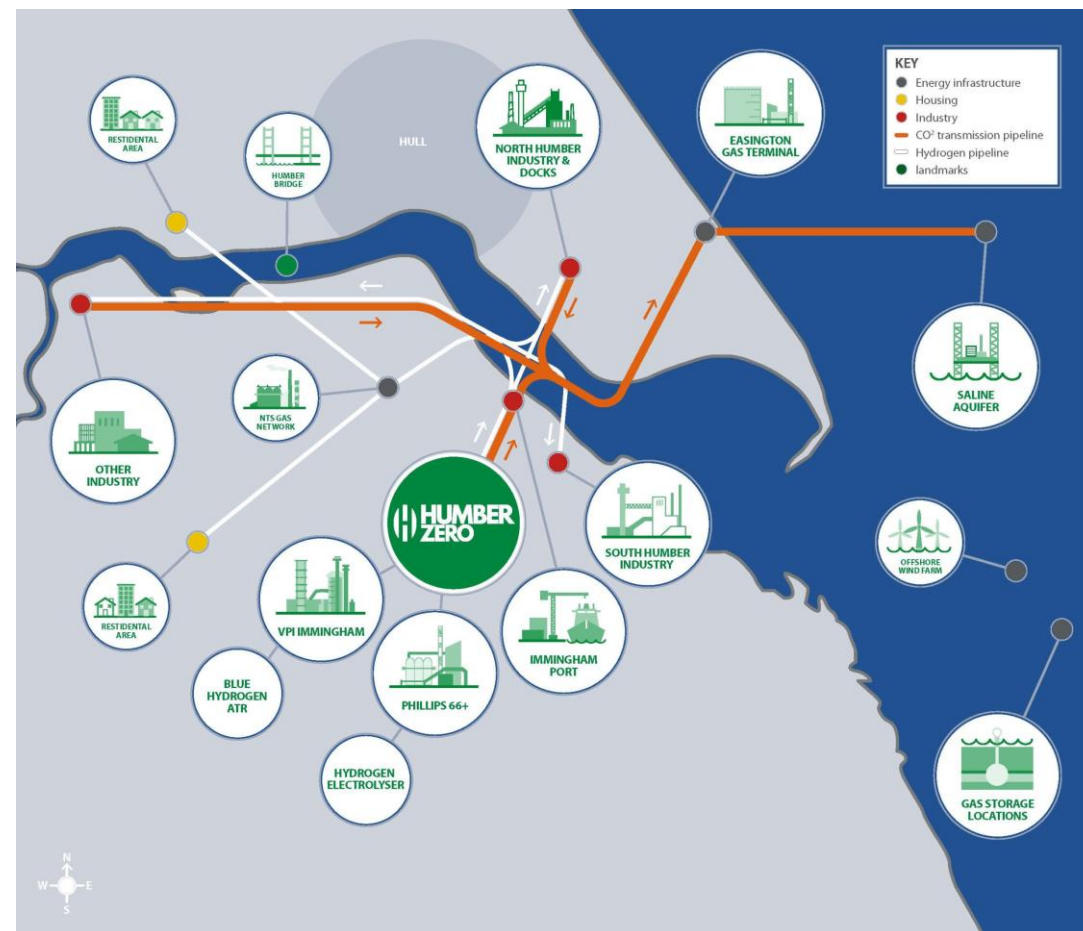 KEY
Energy infrastructure
Housing
Industry
CO² transmission pipeline
Hydrogen pipeline
landmarks
RESTIDENTAL
AREA
HUMBER
BRIDGE
HULL
NORTH HUMBER
INDUSTRY &
DOCKS
EASINGTON
GAS TERMINAL
OTHER
INDUSTRY
NTS GAS
NETWORK
SALINE
AQUIFER
HUMBER
ZERO
SOUTH HUMBER
INDUSTRY
OFFSHORE
WIND FARM
RESTIDENTAL
AREA
VPI IMMINGHAM
IMMINGHAM
PORT
BLUE
HYDROGEN
ATR
PHILLIPS 66+
HYDROGEN
ELECTROLYSER
GAS STORAGE
LOCATIONS
N
W E
S